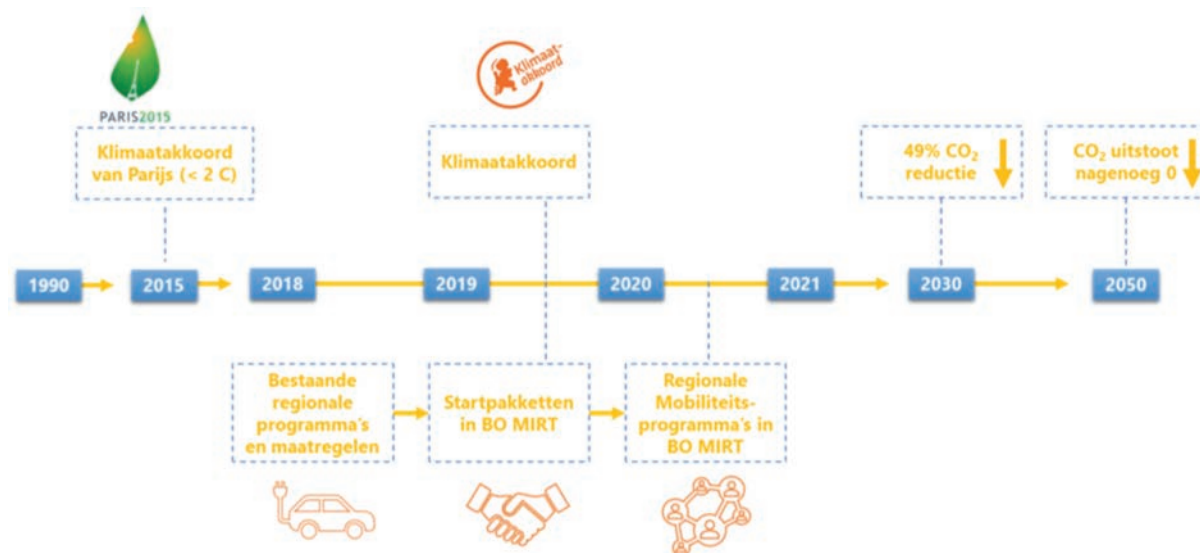 PARIS2015
Klimaatakkoord
van Parijs (< 2 C)
Klimaat-
akkoord
Klimaatakkoord
49% CO₂
reductie
CO₂ uitstoot
nagenoeg 0
1990
2015
2018
2019
2020
2021
2030
2050
Bestaande
regionale
programma's
en maatregelen
Startpakketten
in BO MIRT
Regionale
Mobiliteits-
programma's in
BO MIRT